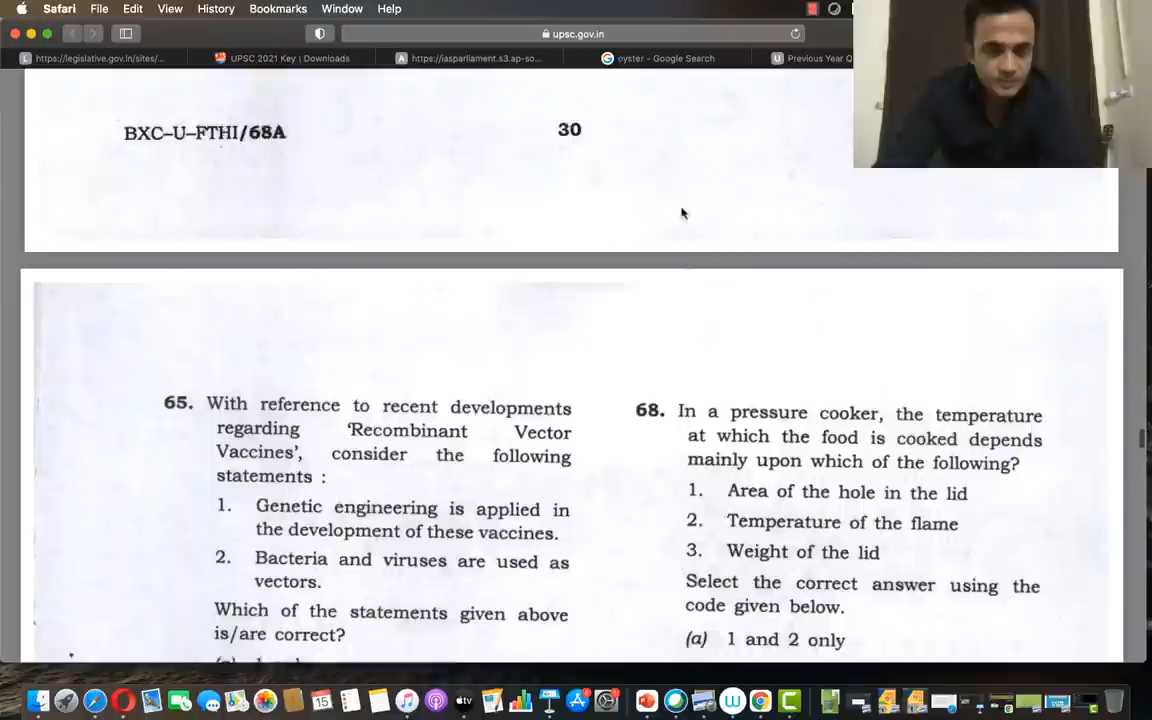 Safari File Edit View History Bookmarks Window Help
upsc.gov.in
L https://legislative.gov.in/sites/... UPSC 2021 Key | Downloads A https://iasparliament.s3.ap-so... oyster - Google Search U Previous Year Q
BXC–U–FTHI/68A 30
65. With reference to recent developments
regarding 'Recombinant Vector
Vaccines', consider the following
statements :
1. Genetic engineering is applied in
the development of these vaccines.
2. Bacteria and viruses are used as
vectors.
Which of the statements given above
is/are correct?
68. In a pressure cooker, the temperature
at which the food is cooked depends
mainly upon which of the following?
1. Area of the hole in the lid
2. Temperature of the flame
3. Weight of the lid
Select the correct answer using the
code given below.
(a) 1 and 2 only
15